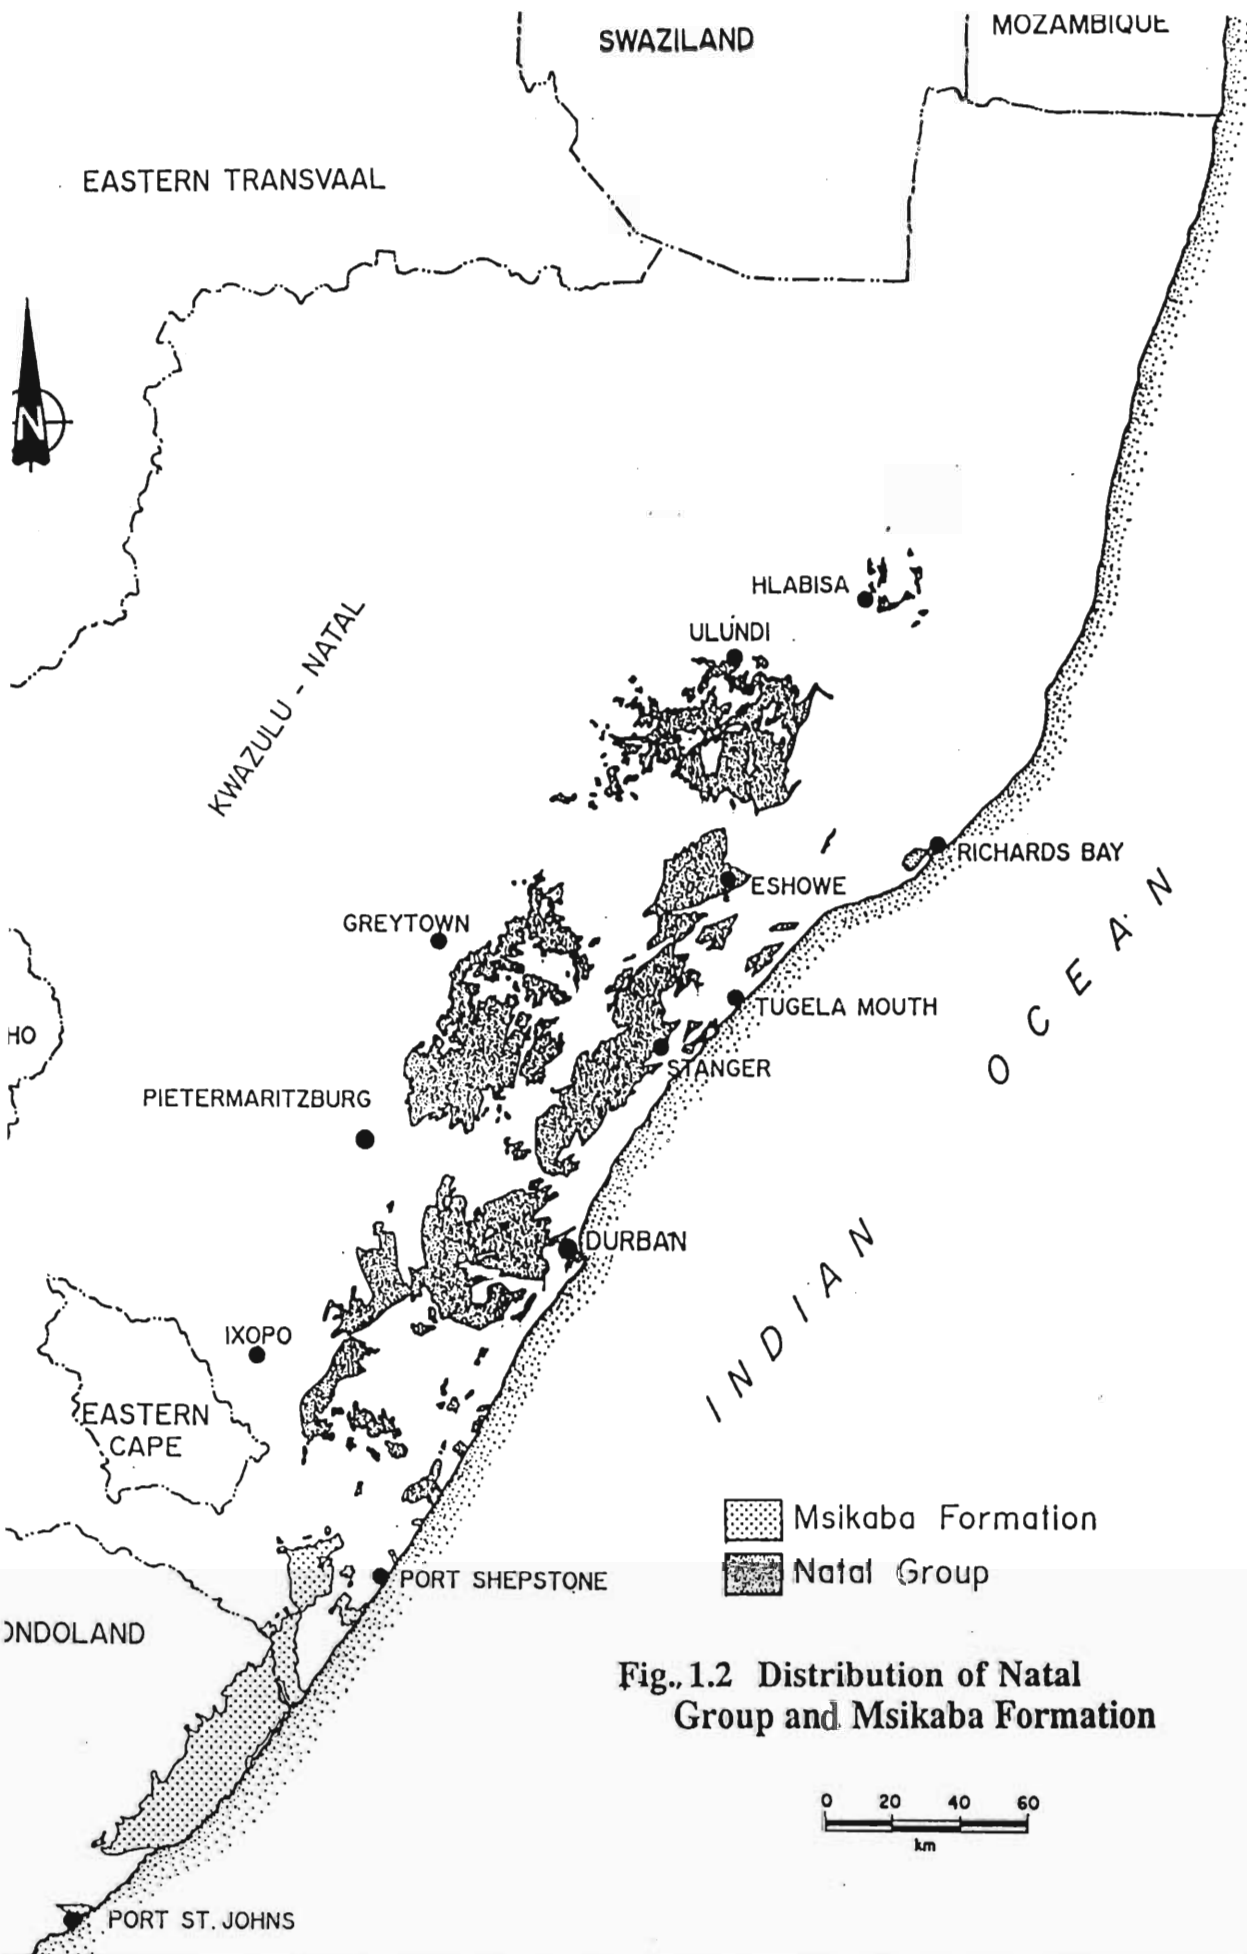 SWAZILAND
MOZAMBIQUE
EASTERN TRANSVAAL
N
HLABISA
ULUNDI
KWAZULU - NATAL
RICHARDS BAY
ESHOWE
GREYTOWN
TUGELA MOUTH
HO
STANGER
PIETERMARITZBURG
INDIAN OCEAN
DURBAN
IXOPO
EASTERN
CAPE
Msikaba Formation
Natal Group
PORT SHEPSTONE
ONDOLAND
Fig. 1.2 Distribution of Natal
Group and Msikaba Formation
0 20 40 60
km
PORT ST. JOHNS